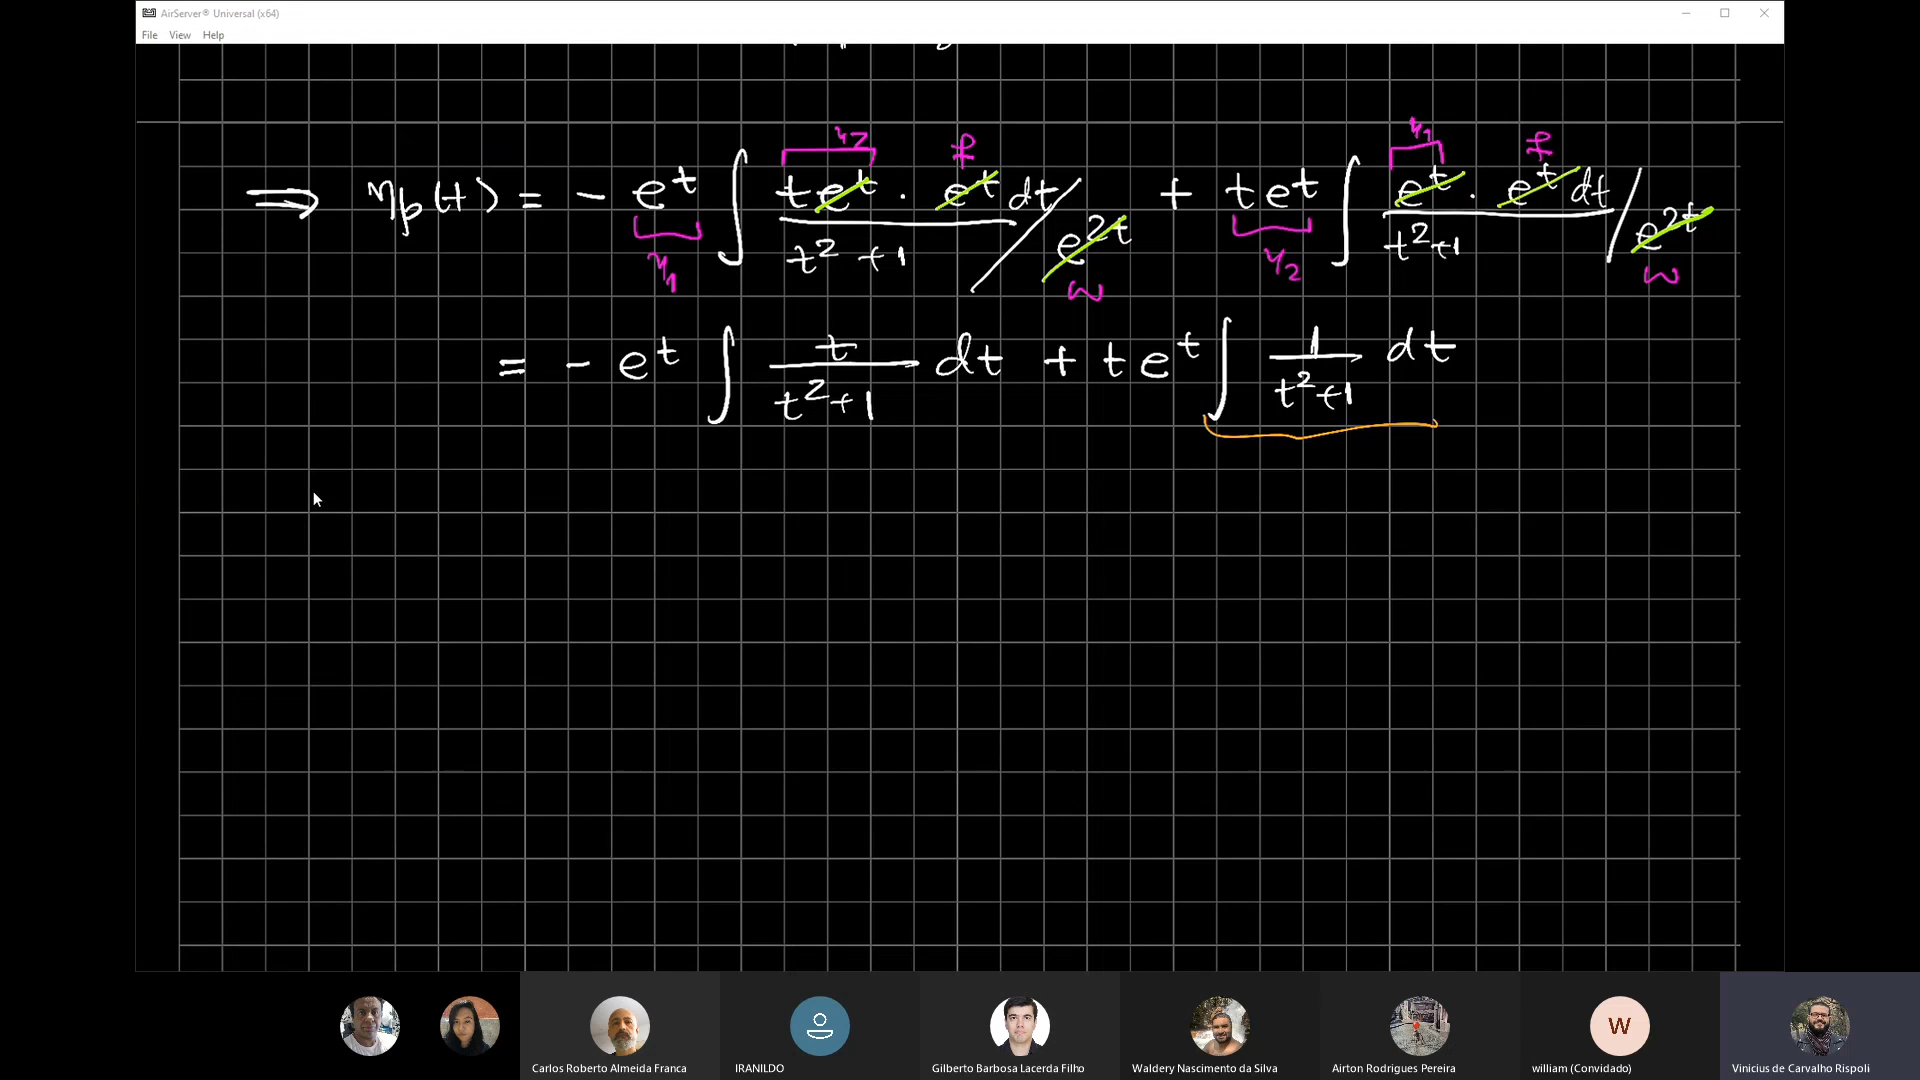 AirServer® Universal (x64)
File View Help
y2 f y1 f
⟹ yp(t) = - e^t ∫ te^t . e^t dt / t²+1 / e^2t + te^t ∫ e^t . e^t dt / t²+1 / e^2t
y1 w y2 w
= - e^t ∫ t / t²+1 dt + te^t ∫ 1 / t²+1 dt
W
Carlos Roberto Almeida Franca IRANILDO Gilberto Barbosa Lacerda Filho Waldery Nascimento da Silva Airton Rodrigues Pereira william (Convidado) Vinicius de Carvalho Rispoli